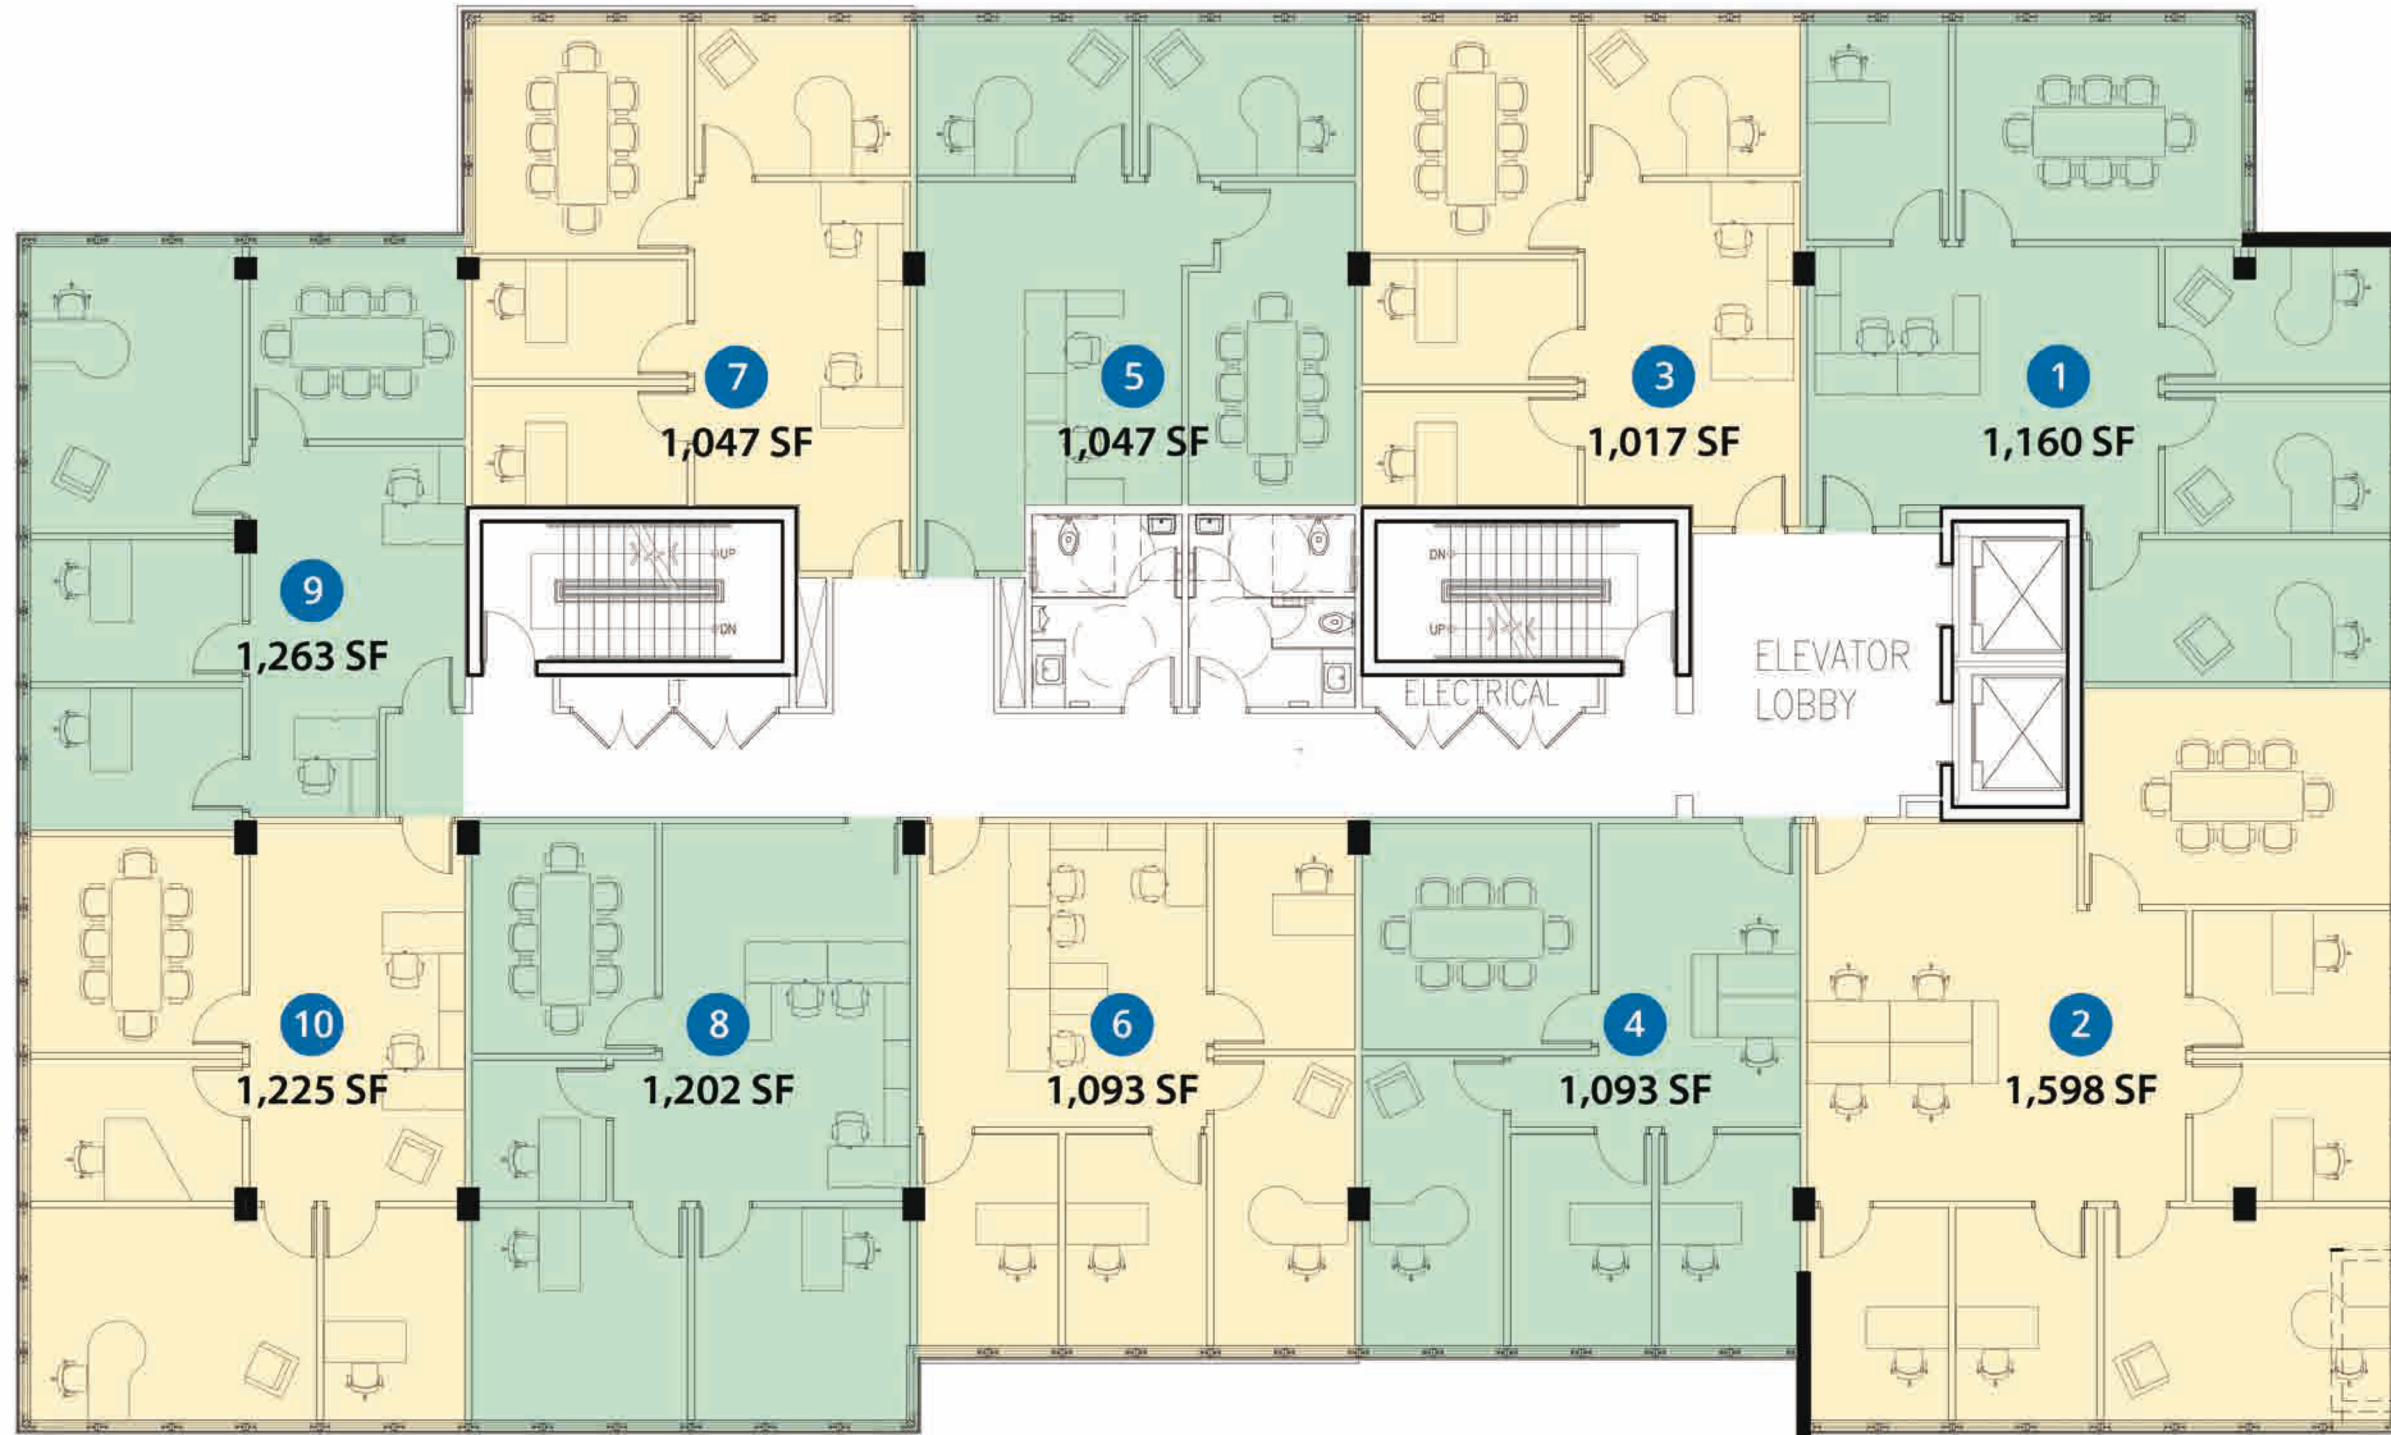 7
1,047 SF
5
1,047 SF
3
1,017 SF
1
1,160 SF
9
1,263 SF
UP
DN
DN
UP
IT
ELECTRICAL
ELEVATOR
LOBBY
10
1,225 SF
8
1,202 SF
6
1,093 SF
4
1,093 SF
2
1,598 SF